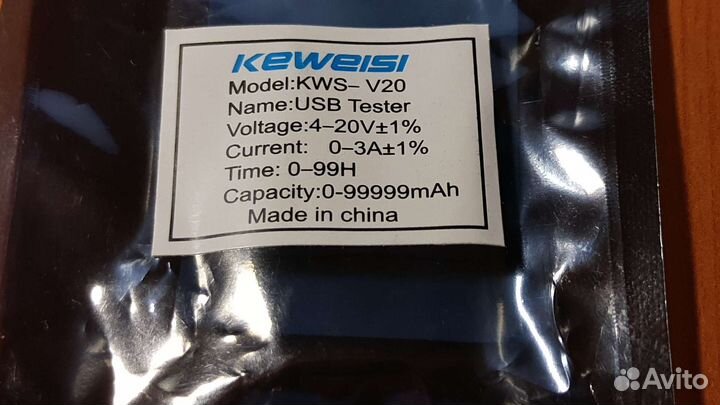 KEWEISI
Model:KWS– V20
Name:USB Tester
Voltage:4–20V±1%
Current: 0–3A±1%
Time: 0–99H
Capacity:0-99999mAh
Made in china
Avito